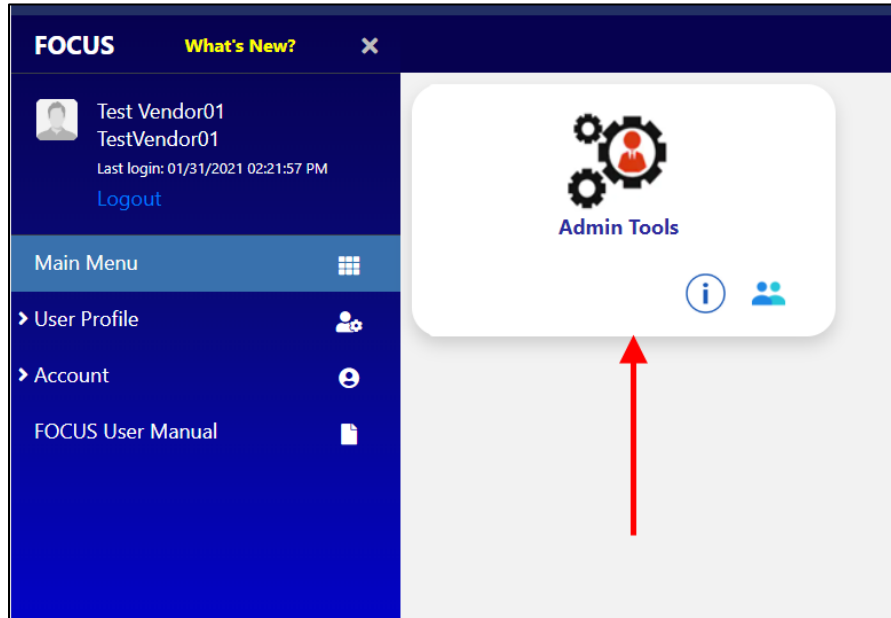 FOCUS What's New? ×
Test Vendor01
TestVendor01
Last login: 01/31/2021 02:21:57 PM
Logout
Main Menu
User Profile
Account
FOCUS User Manual
Admin Tools
i